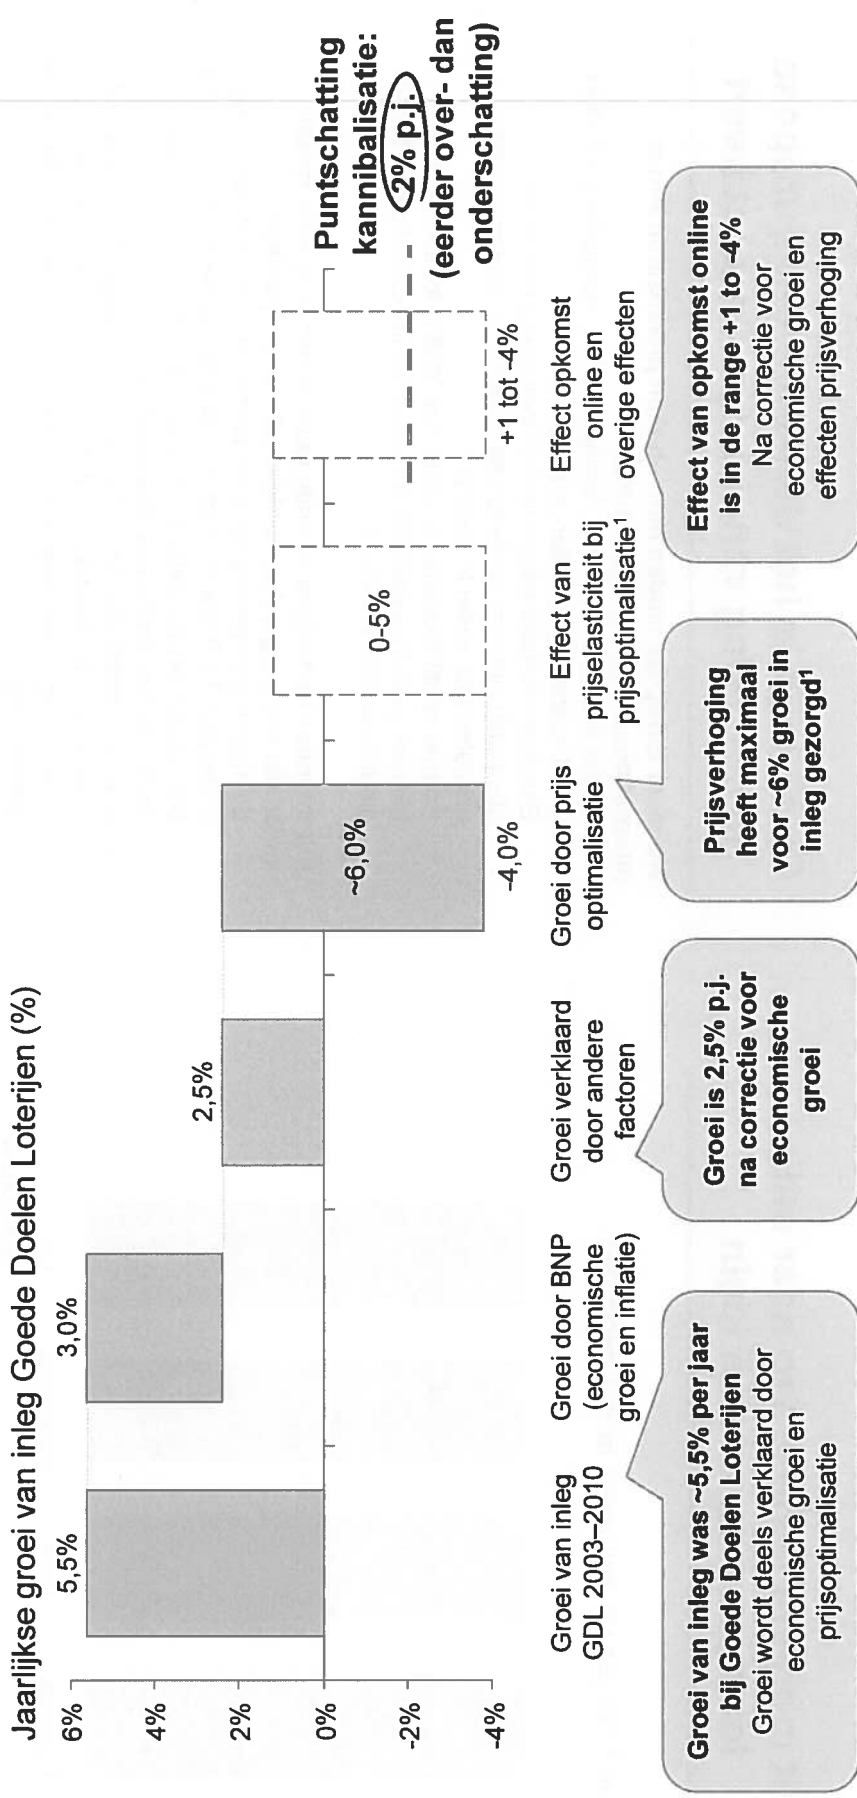 Jaarlijkse groei van inleg Goede Doelen Loterijen (%)
6%
4%
2%
0%
-2%
-4%
5,5%
3,0%
2,5%
~6,0%
-4,0%
0-5%
+1 tot -4%
Puntschatting
kannibalisatie:
-2% p.j.
(eerder over- dan
onderschatting)
Groei van inleg
GDL 2003–2010
Groei door BNP
(economische
groei en inflatie)
Groei verklaard
door andere
factoren
Groei door prijs
optimalisatie
Effect van
prijselasticiteit bij
prijsoptimalisatie¹
Effect opkomst
online en
overige effecten
Groei van inleg was ~5,5% per jaar
bij Goede Doelen Loterijen
Groei wordt deels verklaard door
economische groei en
prijsoptimalisatie
Groei is 2,5% p.j.
na correctie voor
economische
groei
Prijsverhoging
heeft maximaal
voor ~6% groei in
inleg gezorgd¹
Effect van opkomst online
is in de range +1 to -4%
Na correctie voor
economische groei en
effecten prijsverhoging